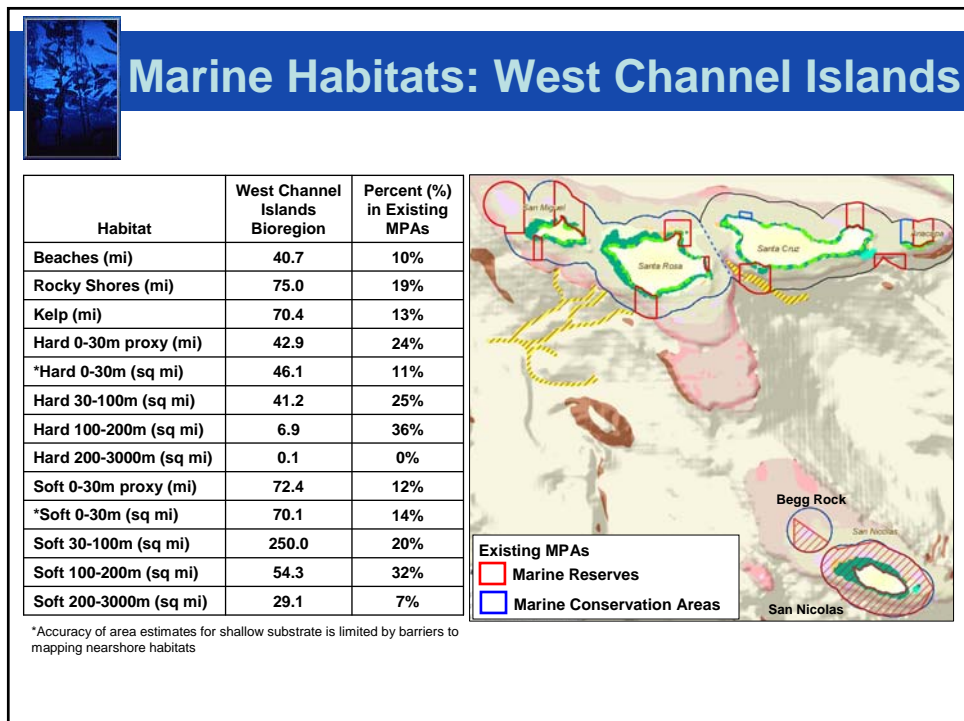 Marine Habitats: West Channel Islands
Habitat West Channel Islands Bioregion Percent (%) in Existing MPAs
Beaches (mi) 40.7 10%
Rocky Shores (mi) 75.0 19%
Kelp (mi) 70.4 13%
Hard 0-30m proxy (mi) 42.9 24%
*Hard 0-30m (sq mi) 46.1 11%
Hard 30-100m (sq mi) 41.2 25%
Hard 100-200m (sq mi) 6.9 36%
Hard 200-3000m (sq mi) 0.1 0%
Soft 0-30m proxy (mi) 72.4 12%
*Soft 0-30m (sq mi) 70.1 14%
Soft 30-100m (sq mi) 250.0 20%
Soft 100-200m (sq mi) 54.3 32%
Soft 200-3000m (sq mi) 29.1 7%
*Accuracy of area estimates for shallow substrate is limited by barriers to
mapping nearshore habitats
San Miguel
Santa Rosa
Santa Cruz
Anacapa
Begg Rock
San Nicolas
Existing MPAs
Marine Reserves
Marine Conservation Areas
San Nicolas